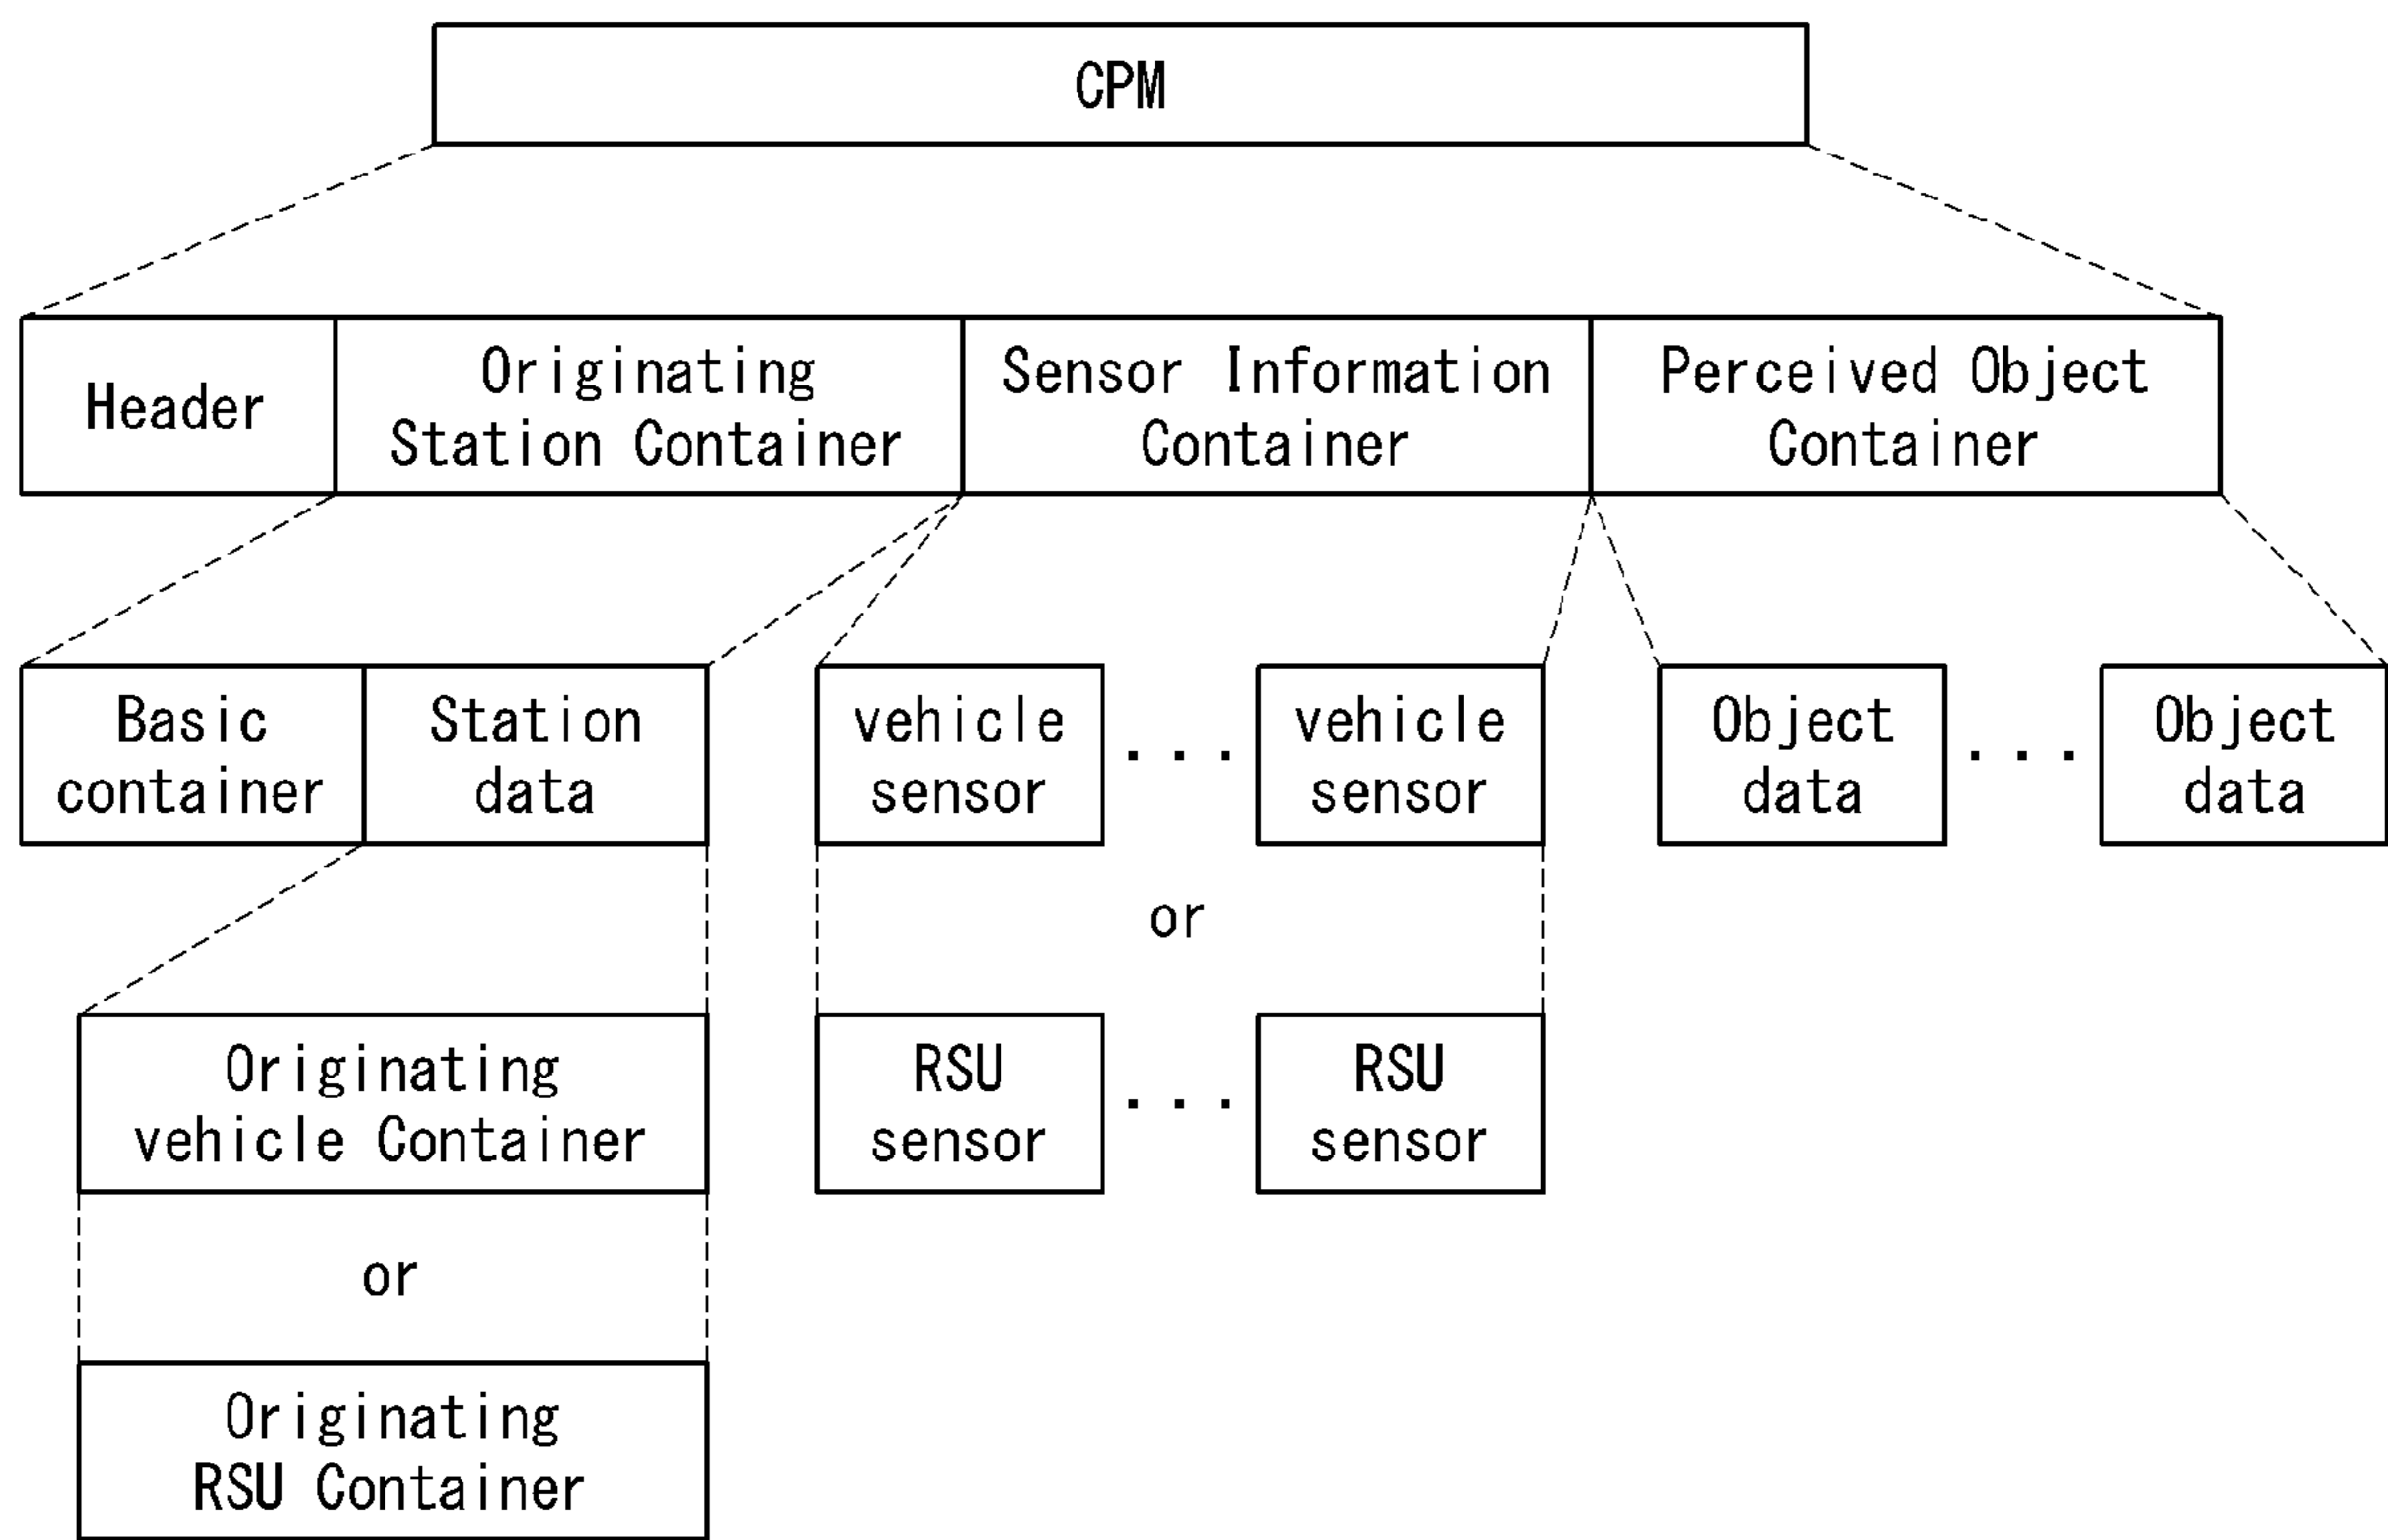 CPM
Header
Originating
Station Container
Sensor Information
Container
Perceived Object
Container
Basic
container
Station
data
vehicle
sensor
...
vehicle
sensor
Object
data
...
Object
data
or
Originating
vehicle Container
RSU
sensor
...
RSU
sensor
or
Originating
RSU Container